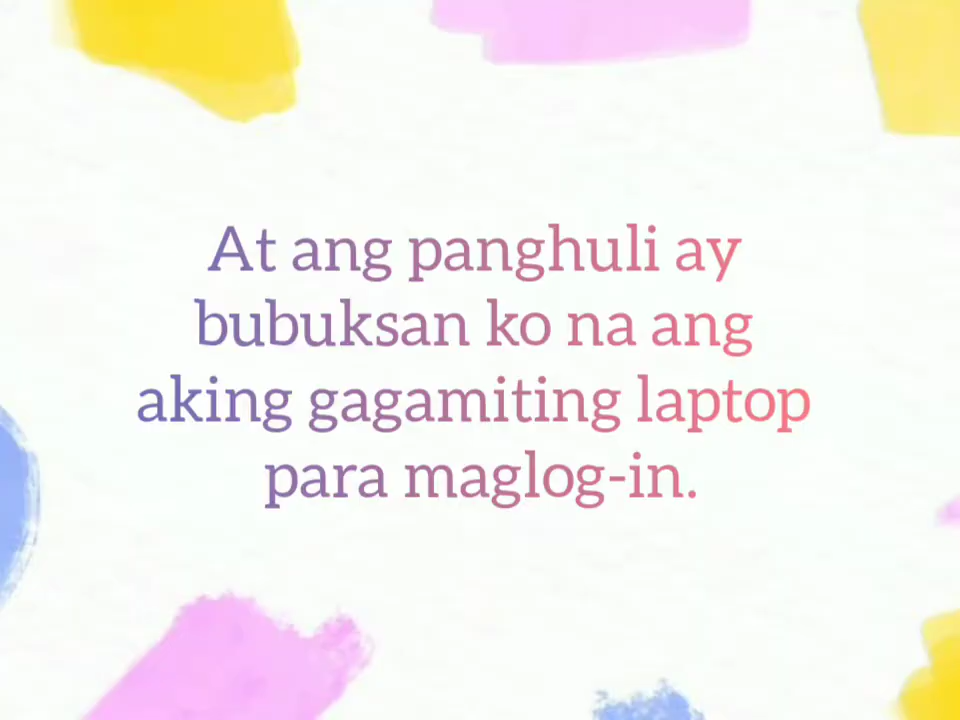 At ang panghuli ay
bubuksan ko na ang
aking gagamiting laptop
para maglog-in.